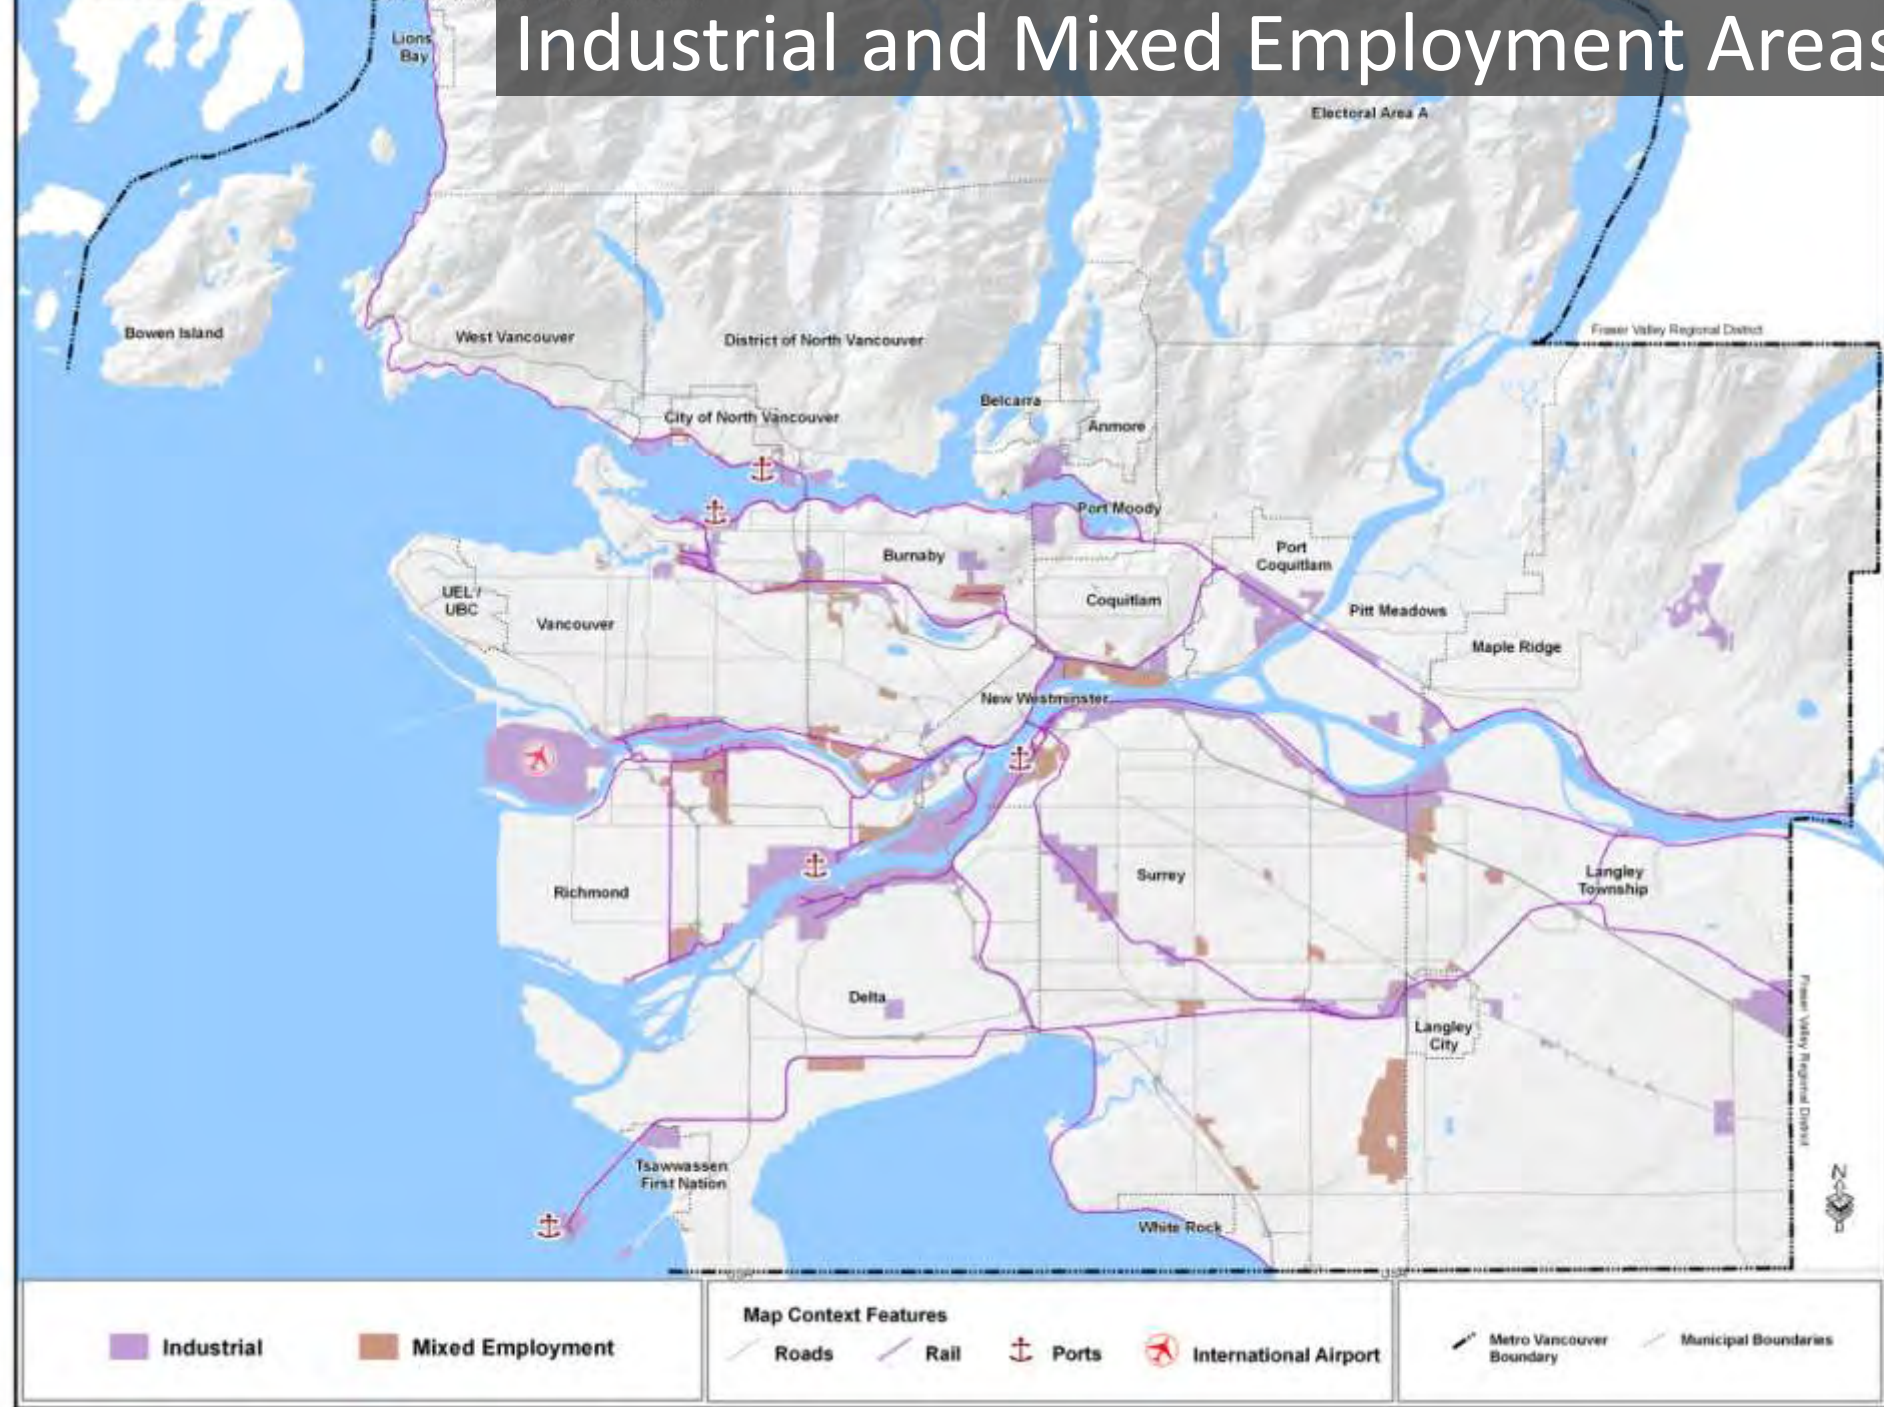 Industrial and Mixed Employment Areas
Lions
Bay
Electoral Area A
Bowen Island
West Vancouver
District of North Vancouver
Fraser Valley Regional District
Belcarra
City of North Vancouver
Anmore
Port Moody
Burnaby
Port
Coquitlam
UEL /
UBC
Vancouver
Coquitlam
Pitt Meadows
Maple Ridge
New Westminster
Richmond
Surrey
Langley
Township
Delta
Langley
City
Fraser Valley Regional District
Tsawwassen
First Nation
White Rock
N
USA
USA
Industrial
Mixed Employment
Map Context Features
Roads
Rail
Ports
International Airport
Metro Vancouver
Boundary
Municipal Boundaries